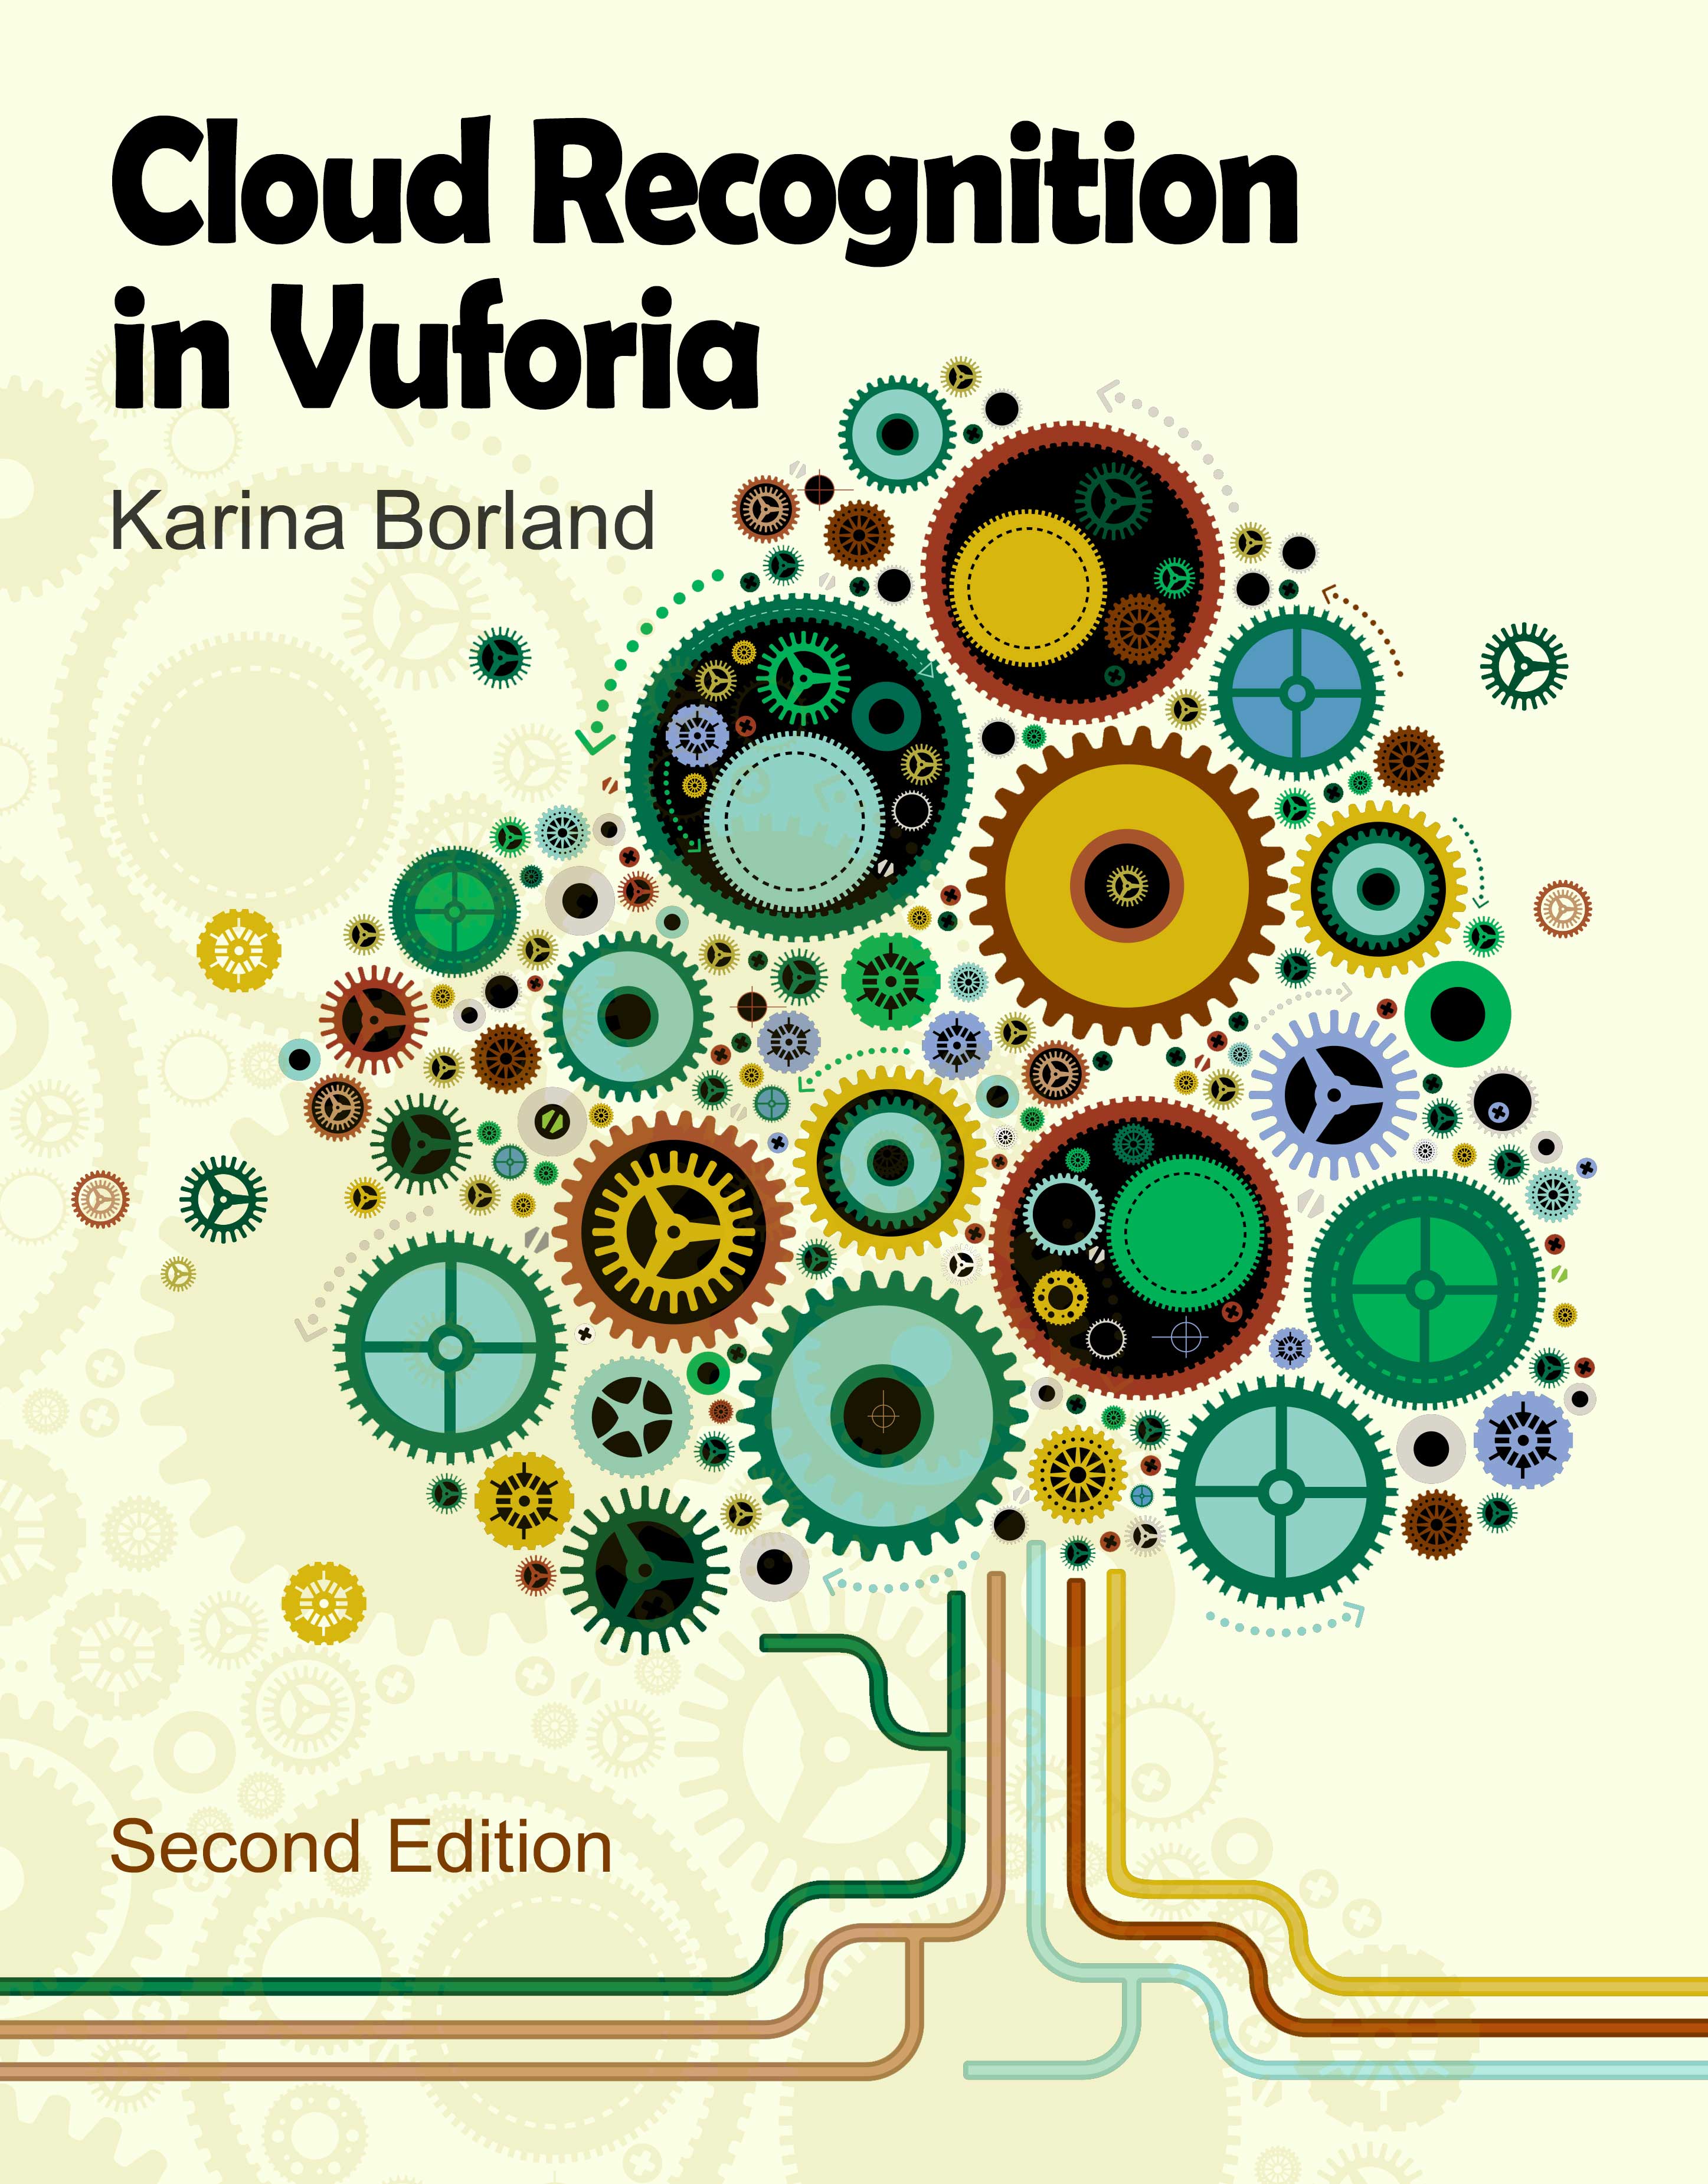 Cloud Recognition
in Vuforia
Karina Borland
Second Edition